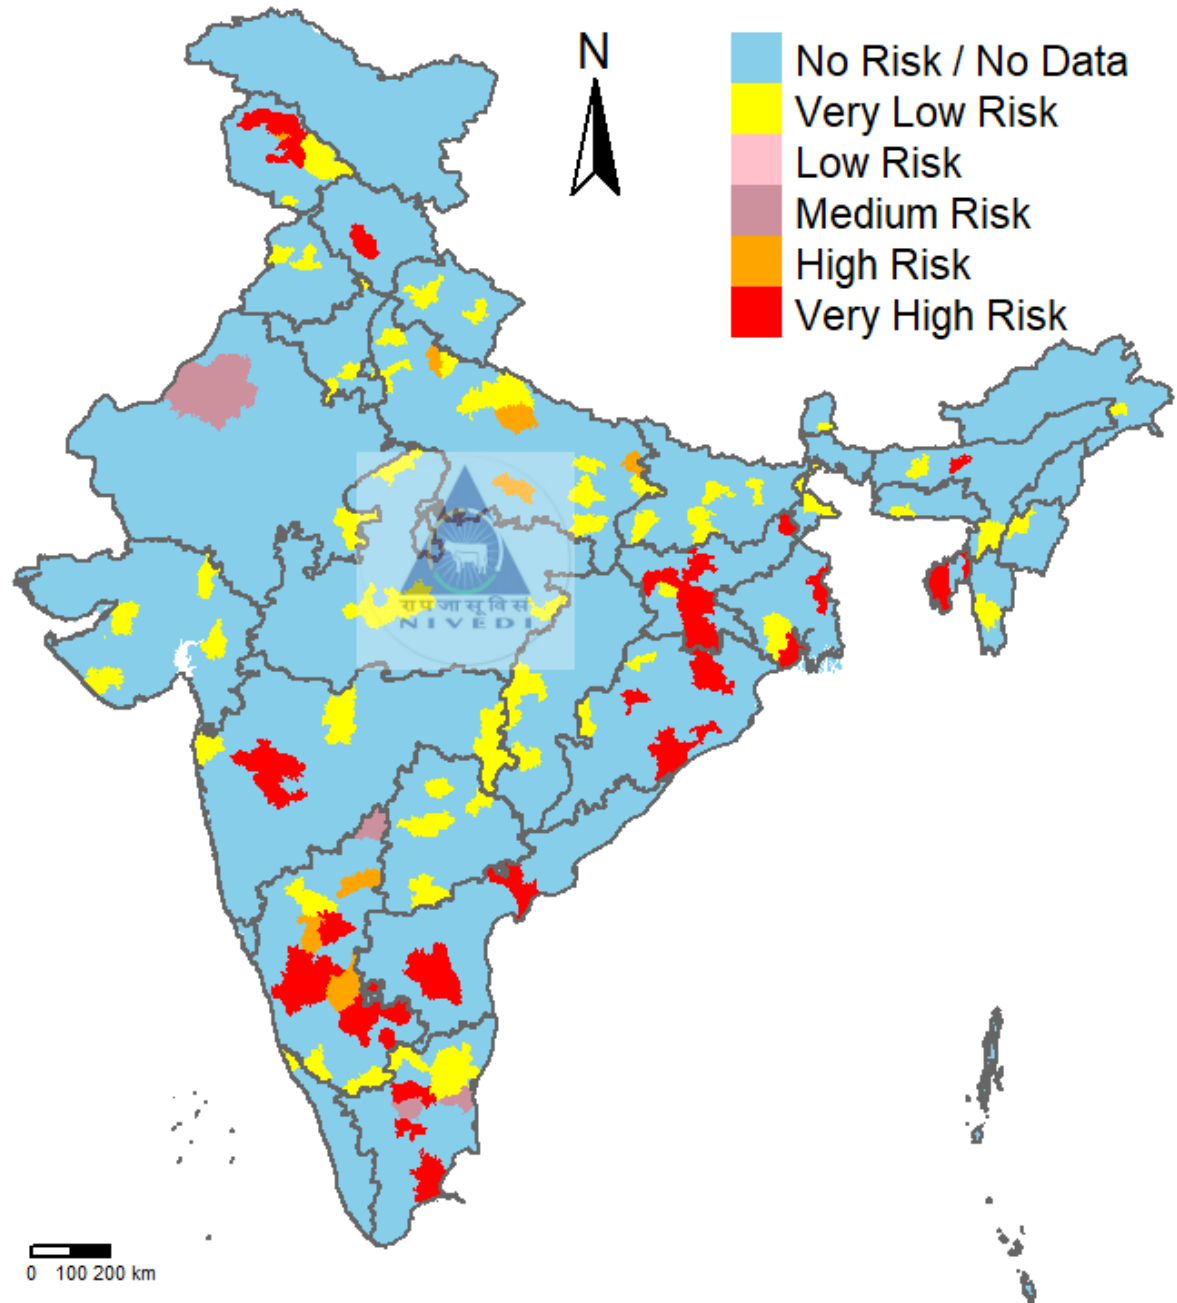 N
No Risk / No Data
Very Low Risk
Low Risk
Medium Risk
High Risk
Very High Risk
रा प जा सू वि सं
NIVEDI
0 100 200 km